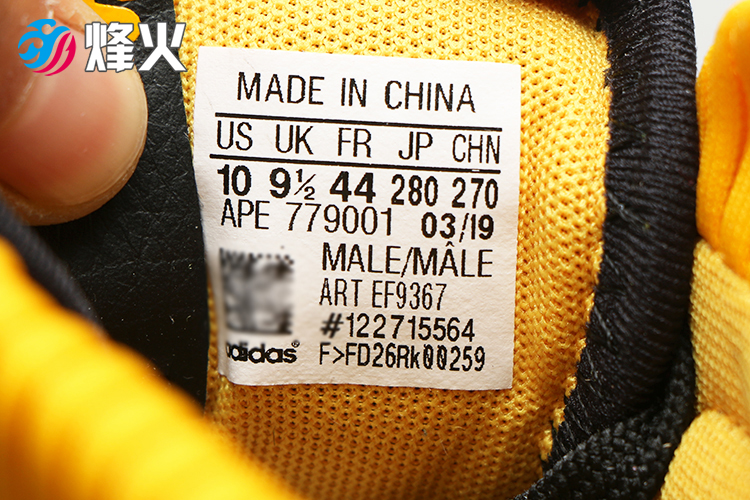 烽火
MADE IN CHINA
US UK FR JP CHN
10 9½ 44 280 270
APE 779001 03/19
MALE/MÂLE
ART EF9367
#122715564
adidas® F>FD26Rk00259